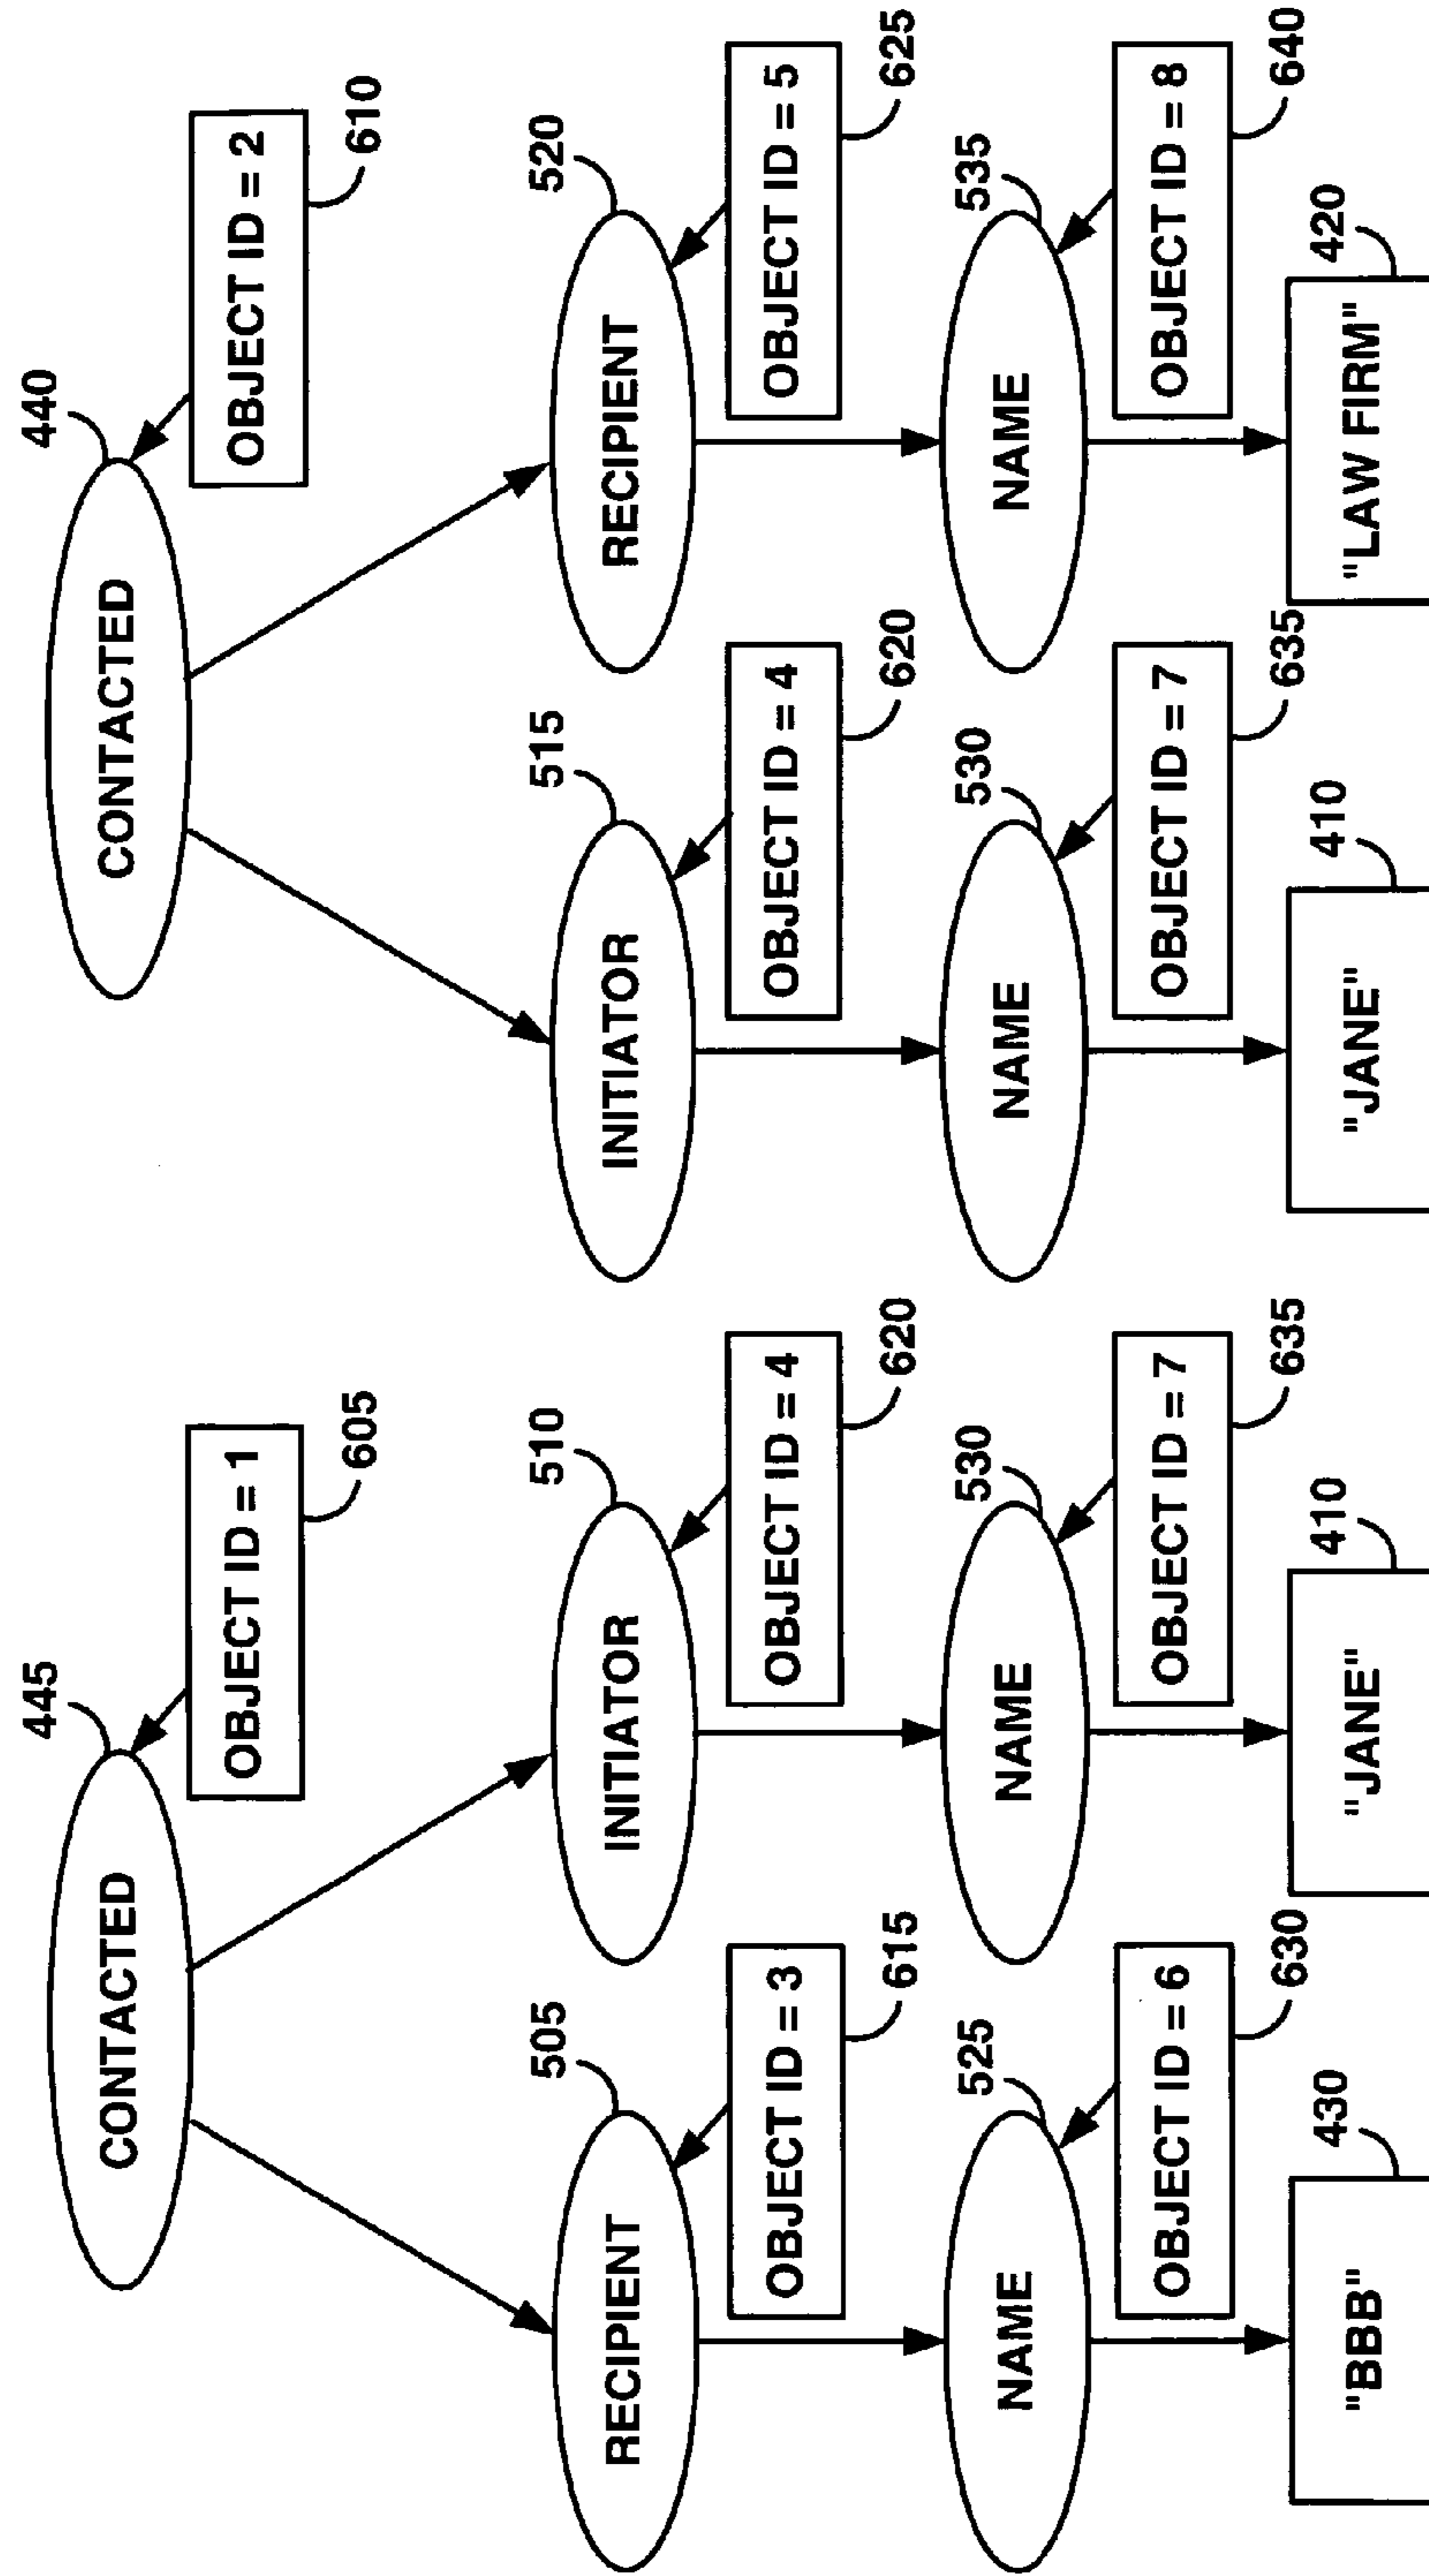 445
CONTACTED
OBJECT ID = 1
605
440
CONTACTED
OBJECT ID = 2
610
505
RECIPIENT
OBJECT ID = 3
615
510
INITIATOR
OBJECT ID = 4
620
515
INITIATOR
OBJECT ID = 4
620
520
RECIPIENT
OBJECT ID = 5
625
525
NAME
OBJECT ID = 6
630
530
NAME
OBJECT ID = 7
635
530
NAME
OBJECT ID = 7
635
535
NAME
OBJECT ID = 8
640
430
"BBB"
410
"JANE"
410
"JANE"
420
"LAW FIRM"